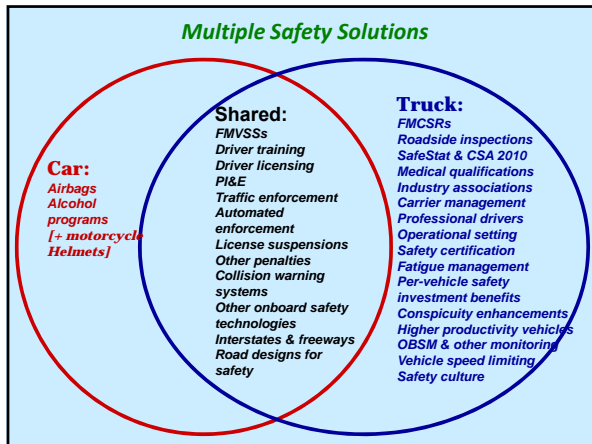 Multiple Safety Solutions
Car:
Airbags
Alcohol
programs
[+ motorcycle
Helmets]
Shared:
FMVSSs
Driver training
Driver licensing
PI&E
Traffic enforcement
Automated
enforcement
License suspensions
Other penalties
Collision warning
systems
Other onboard safety
technologies
Interstates & freeways
Road designs for
safety
Truck:
FMCSRs
Roadside inspections
SafeStat & CSA 2010
Medical qualifications
Industry associations
Carrier management
Professional drivers
Operational setting
Safety certification
Fatigue management
Per-vehicle safety
investment benefits
Conspicuity enhancements
Higher productivity vehicles
OBSM & other monitoring
Vehicle speed limiting
Safety culture